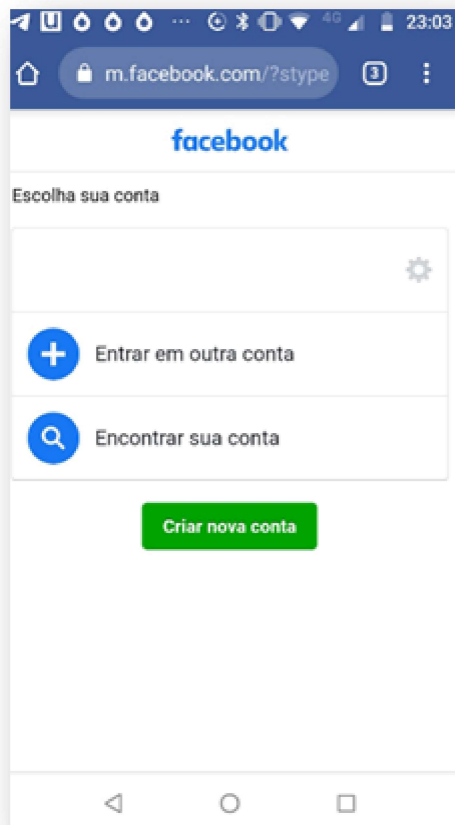 4G 23:03
m.facebook.com/?stype 3
facebook
Escolha sua conta
Entrar em outra conta
Encontrar sua conta
Criar nova conta